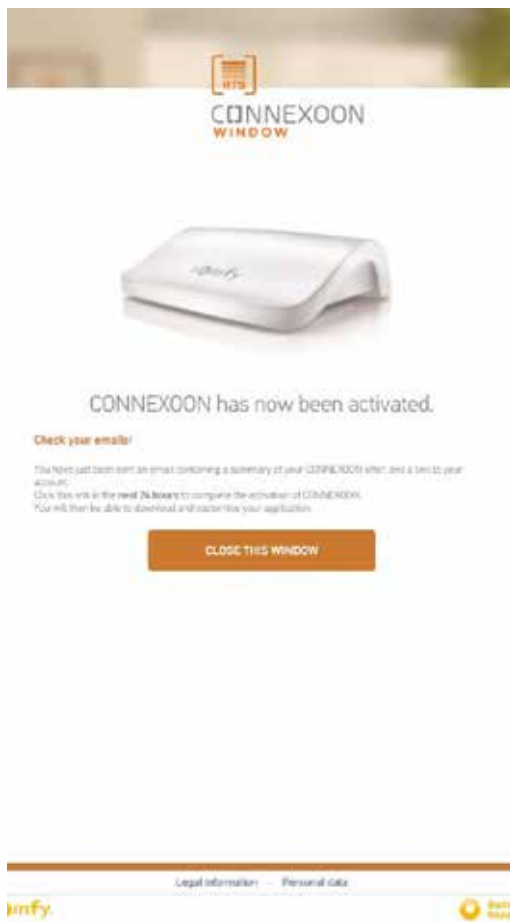 RTS
CONNEXOON
WINDOW
somfy
CONNEXOON has now been activated.
Check your emails!
You have just been sent an email containing a summary of your CONNEXOON offer, and a link to your
account.
Click this link in the next 24 hours to complete the activation of CONNEXOON.
You will then be able to download and customise your application.
CLOSE THIS WINDOW
Legal information - Personal data
omfy.